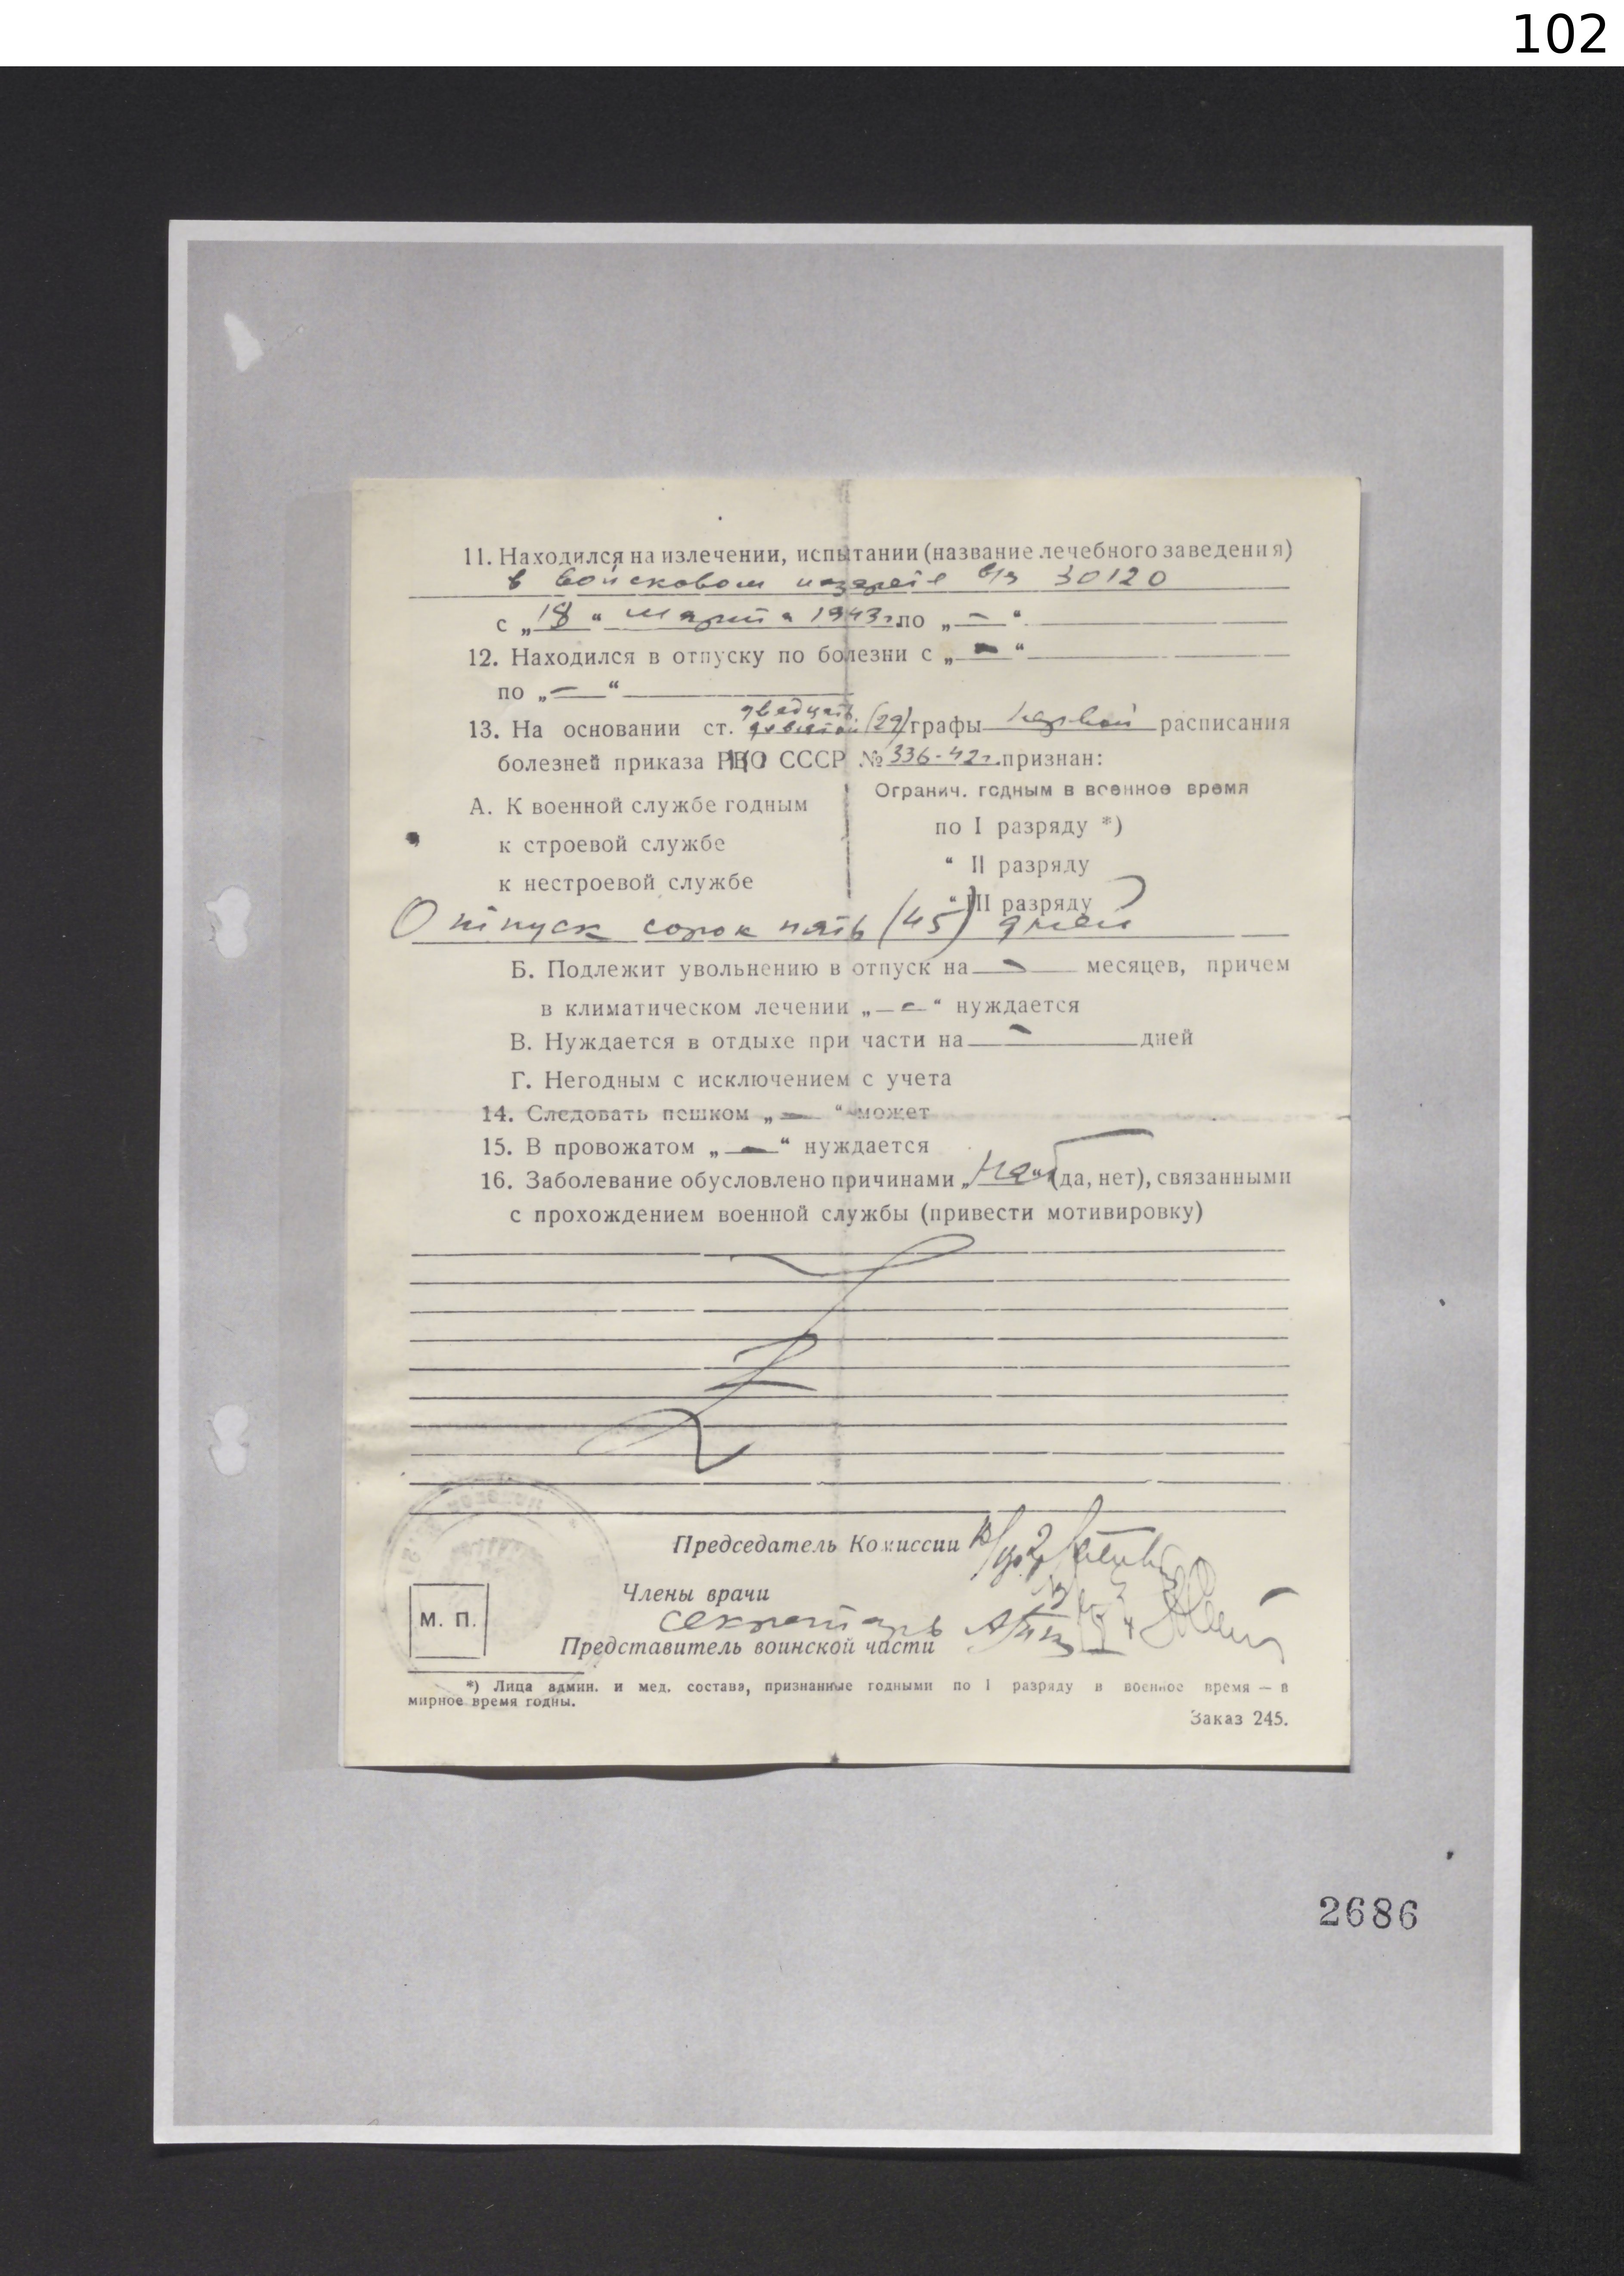 102
11. Находился на излечении, испытании (название лечебного заведения)
в войсковом лазарете в/ч 30120
с „18“ марта 1943г. по „—“
12. Находился в отпуску по болезни с „—“
по „—“
двадцать
13. На основании ст. девятой (29) графы первой расписания
болезней приказа РВС СССР № 336-42г. признан:
А. К военной службе годным
к строевой службе
к нестроевой службе
Огранич. годным в военное время
по I разряду *)
“ II разряду
“ III разряду
Отпуск сорок пять (45) дней
Б. Подлежит увольнению в отпуск на — месяцев, причем
в климатическом лечении „—“ нуждается
В. Нуждается в отдыхе при части на — дней
Г. Негодным с исключением с учета
14. Следовать пешком „—“ может
15. В провожатом „—“ нуждается
16. Заболевание обусловлено причинами „нет“ (да, нет), связанными
с прохождением военной службы (привести мотивировку)
Председатель Комиссии
Члены врачи
секретарь
Представитель воинской части
М. П.
*) Лица админ. и мед. состава, признанные годными по I разряду в военное время — в
мирное время годны.
Заказ 245.
2686